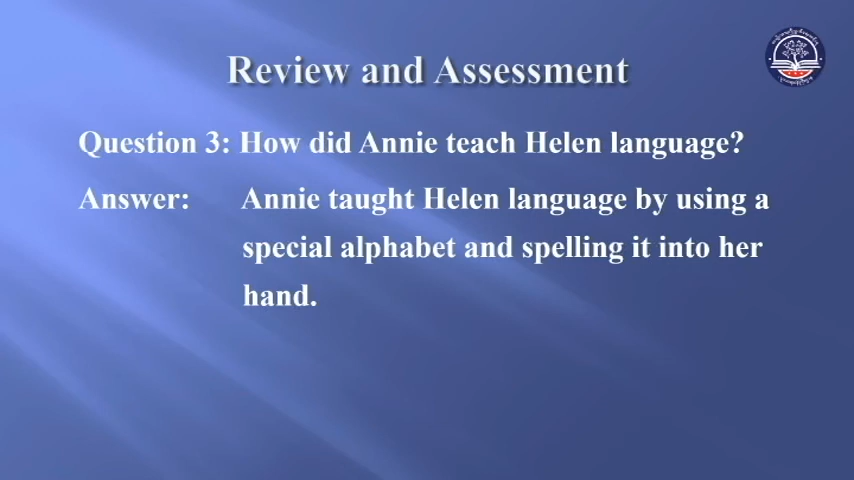 Review and Assessment
Question 3: How did Annie teach Helen language?
Answer: Annie taught Helen language by using a
special alphabet and spelling it into her
hand.